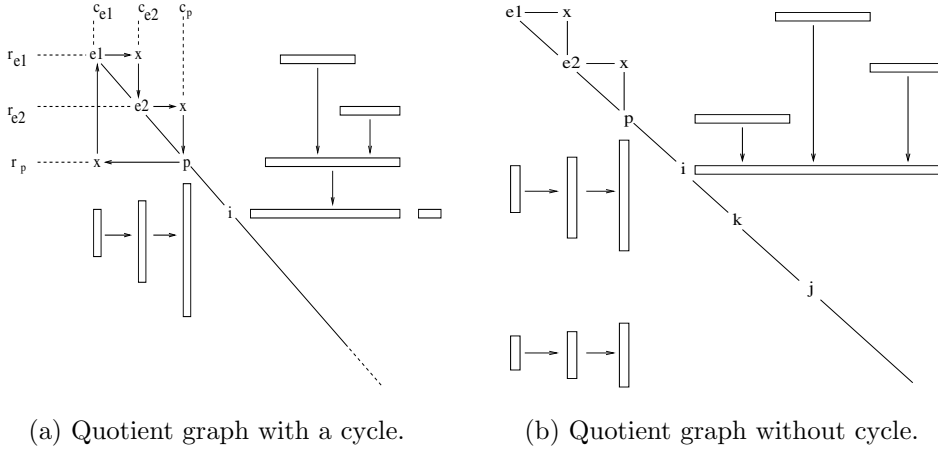 c_e1 c_e2 c_p
r_e1 e1 x
r_e2 e2 x
r_p x p
i
(a) Quotient graph with a cycle.
e1 x
e2 x
p
i
k
j
(b) Quotient graph without cycle.